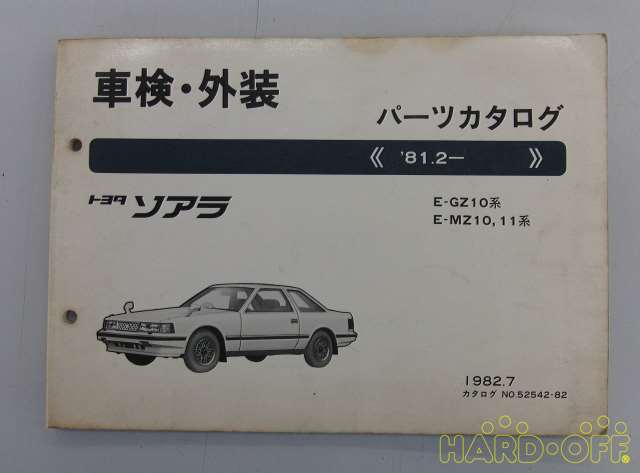 車検・外装
パーツカタログ
《 '81.2— 》
トヨタ ソアラ
E-GZ10系
E-MZ10,11系
1982.7
カタログ NO.52542-82
HARD·OFF